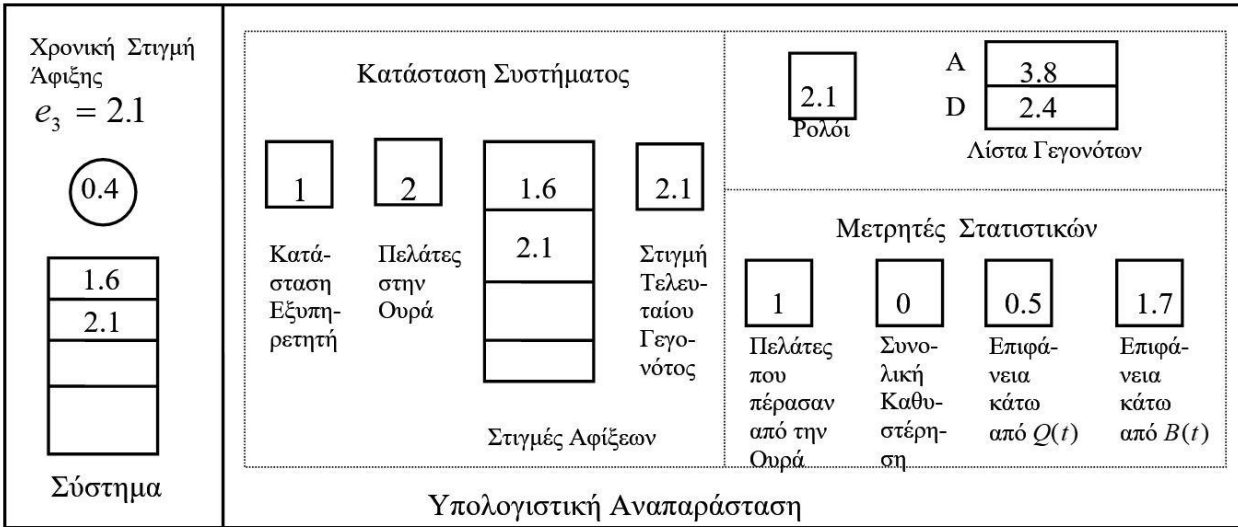 Χρονική Στιγμή
Άφιξης
e₃ = 2.1
0.4
1.6
2.1
Σύστημα
Κατάσταση Συστήματος
1
Κατά-
σταση
Εξυπη-
ρετητή
2
Πελάτες
στην
Ουρά
1.6
2.1
Στιγμές Αφίξεων
2.1
Στιγμή
Τελευ-
ταίου
Γεγο-
νότος
2.1
Ρολόι
A 3.8
D 2.4
Λίστα Γεγονότων
Μετρητές Στατιστικών
1
Πελάτες
που
πέρασαν
από την
Ουρά
0
Συνο-
λική
Καθυ-
στέρη-
ση
0.5
Επιφά-
νεια
κάτω
από Q(t)
1.7
Επιφά-
νεια
κάτω
από B(t)
Υπολογιστική Αναπαράσταση